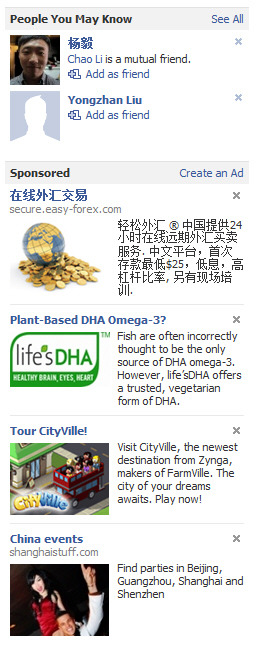 People You May Know See All
杨毅
Chao Li is a mutual friend.
Add as friend
Yongzhan Liu
Add as friend
Sponsored Create an Ad
在线外汇交易
secure.easy-forex.com
轻松外汇 ® 中国提供24
小时在线远期外汇买卖
服务. 中文平台，首次
存款最低$25，低息，高
杠杆比率, 另有现场培
训.
Plant-Based DHA Omega-3?
life'sDHA TM
HEALTHY BRAIN, EYES, HEART
Fish are often incorrectly
thought to be the only
source of DHA omega-3.
However, life'sDHA offers
a trusted, vegetarian
form of DHA.
Tour CityVille!
CityVille
Visit CityVille, the newest
destination from Zynga,
makers of FarmVille. The
city of your dreams
awaits. Play now!
China events
shanghaistuff.com
Find parties in Beijing,
Guangzhou, Shanghai and
Shenzhen